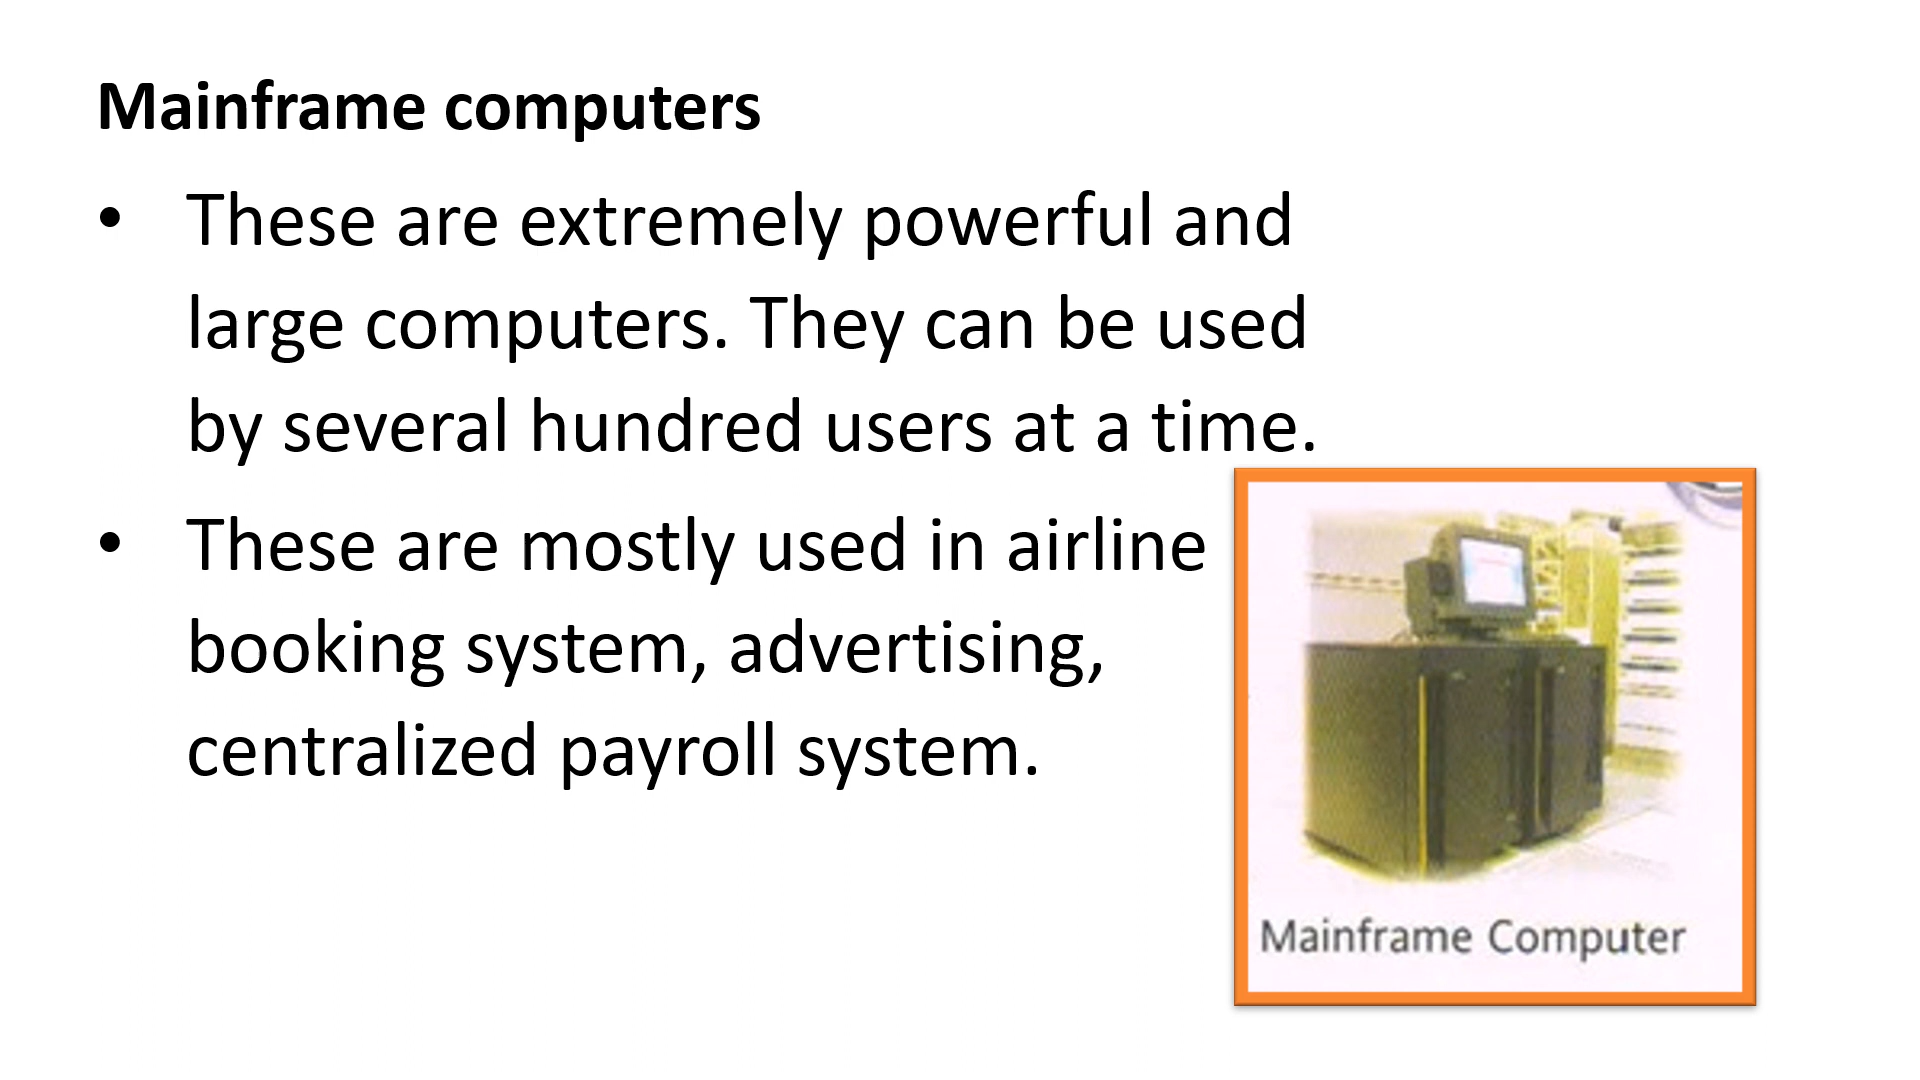 Mainframe computers
• These are extremely powerful and
large computers. They can be used
by several hundred users at a time.
• These are mostly used in airline
booking system, advertising,
centralized payroll system.
Mainframe Computer